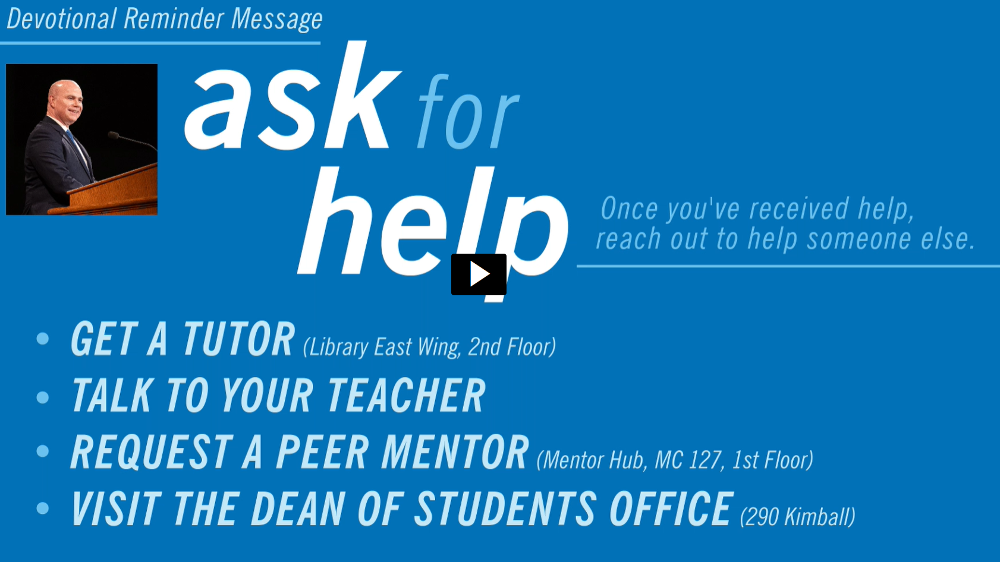 Devotional Reminder Message
ask for
help
Once you've received help,
reach out to help someone else.
• GET A TUTOR (Library East Wing, 2nd Floor)
• TALK TO YOUR TEACHER
• REQUEST A PEER MENTOR (Mentor Hub, MC 127, 1st Floor)
• VISIT THE DEAN OF STUDENTS OFFICE (290 Kimball)